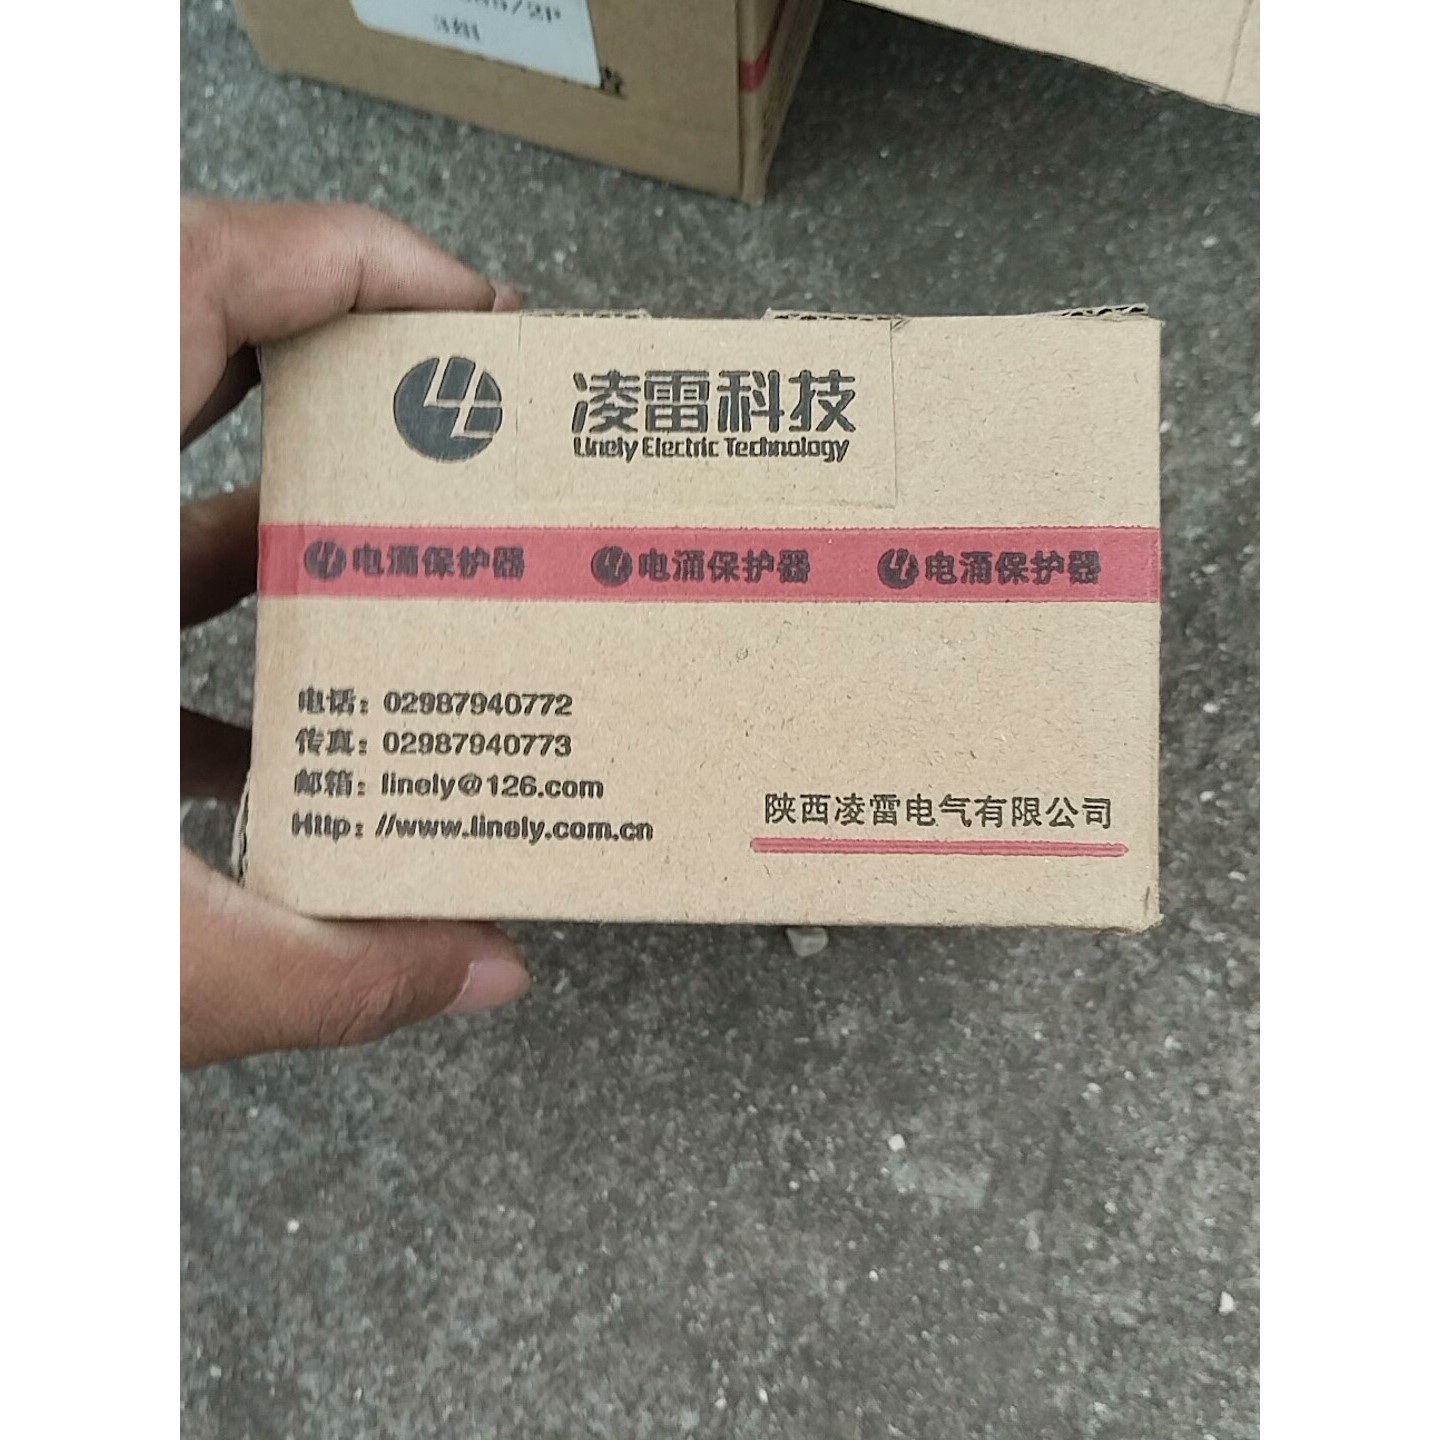 3组
凌雷科技
Linely Electric Technology
电涌保护器 电涌保护器 电涌保护器
电话：02987940772
传真：02987940773
邮箱：linely@126.com
Http：//www.linely.com.cn
陕西凌雷电气有限公司